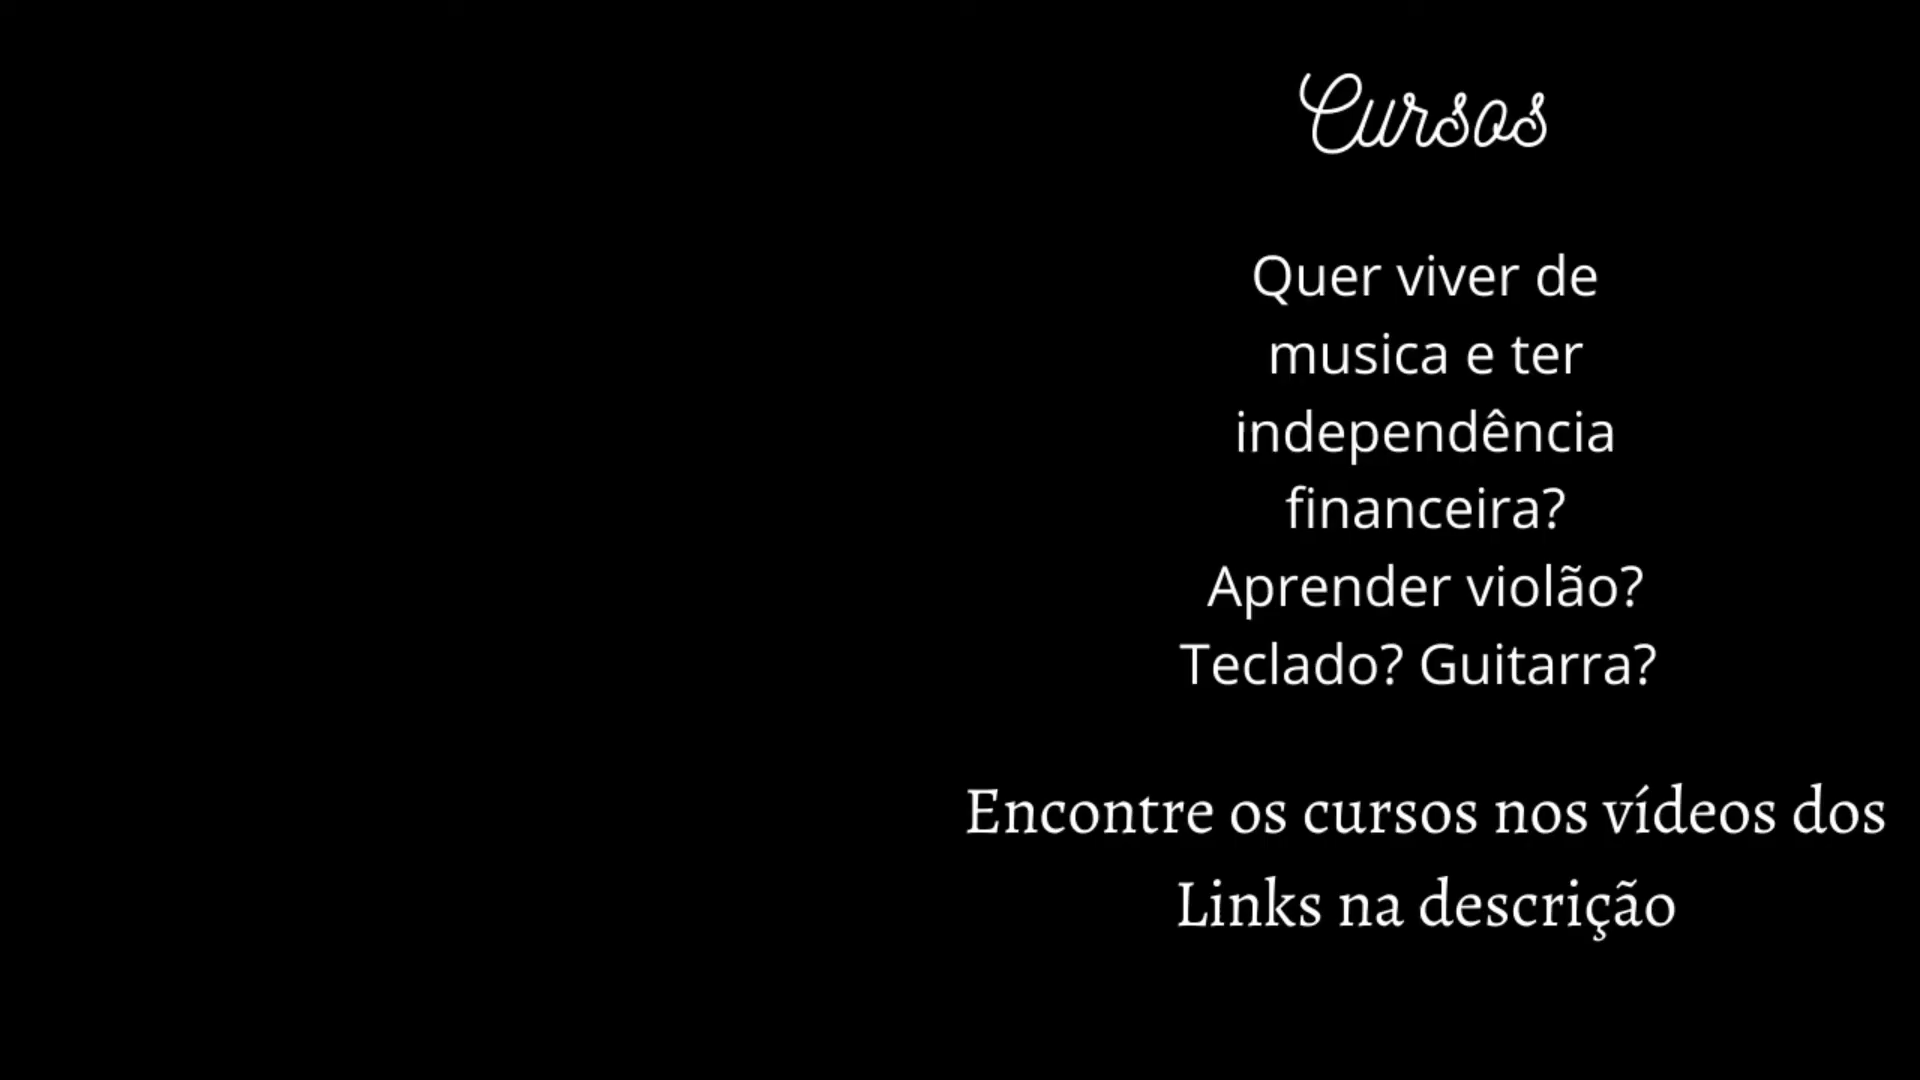 Cursos
Quer viver de
musica e ter
independência
financeira?
Aprender violão?
Teclado? Guitarra?
Encontre os cursos nos vídeos dos
Links na descrição